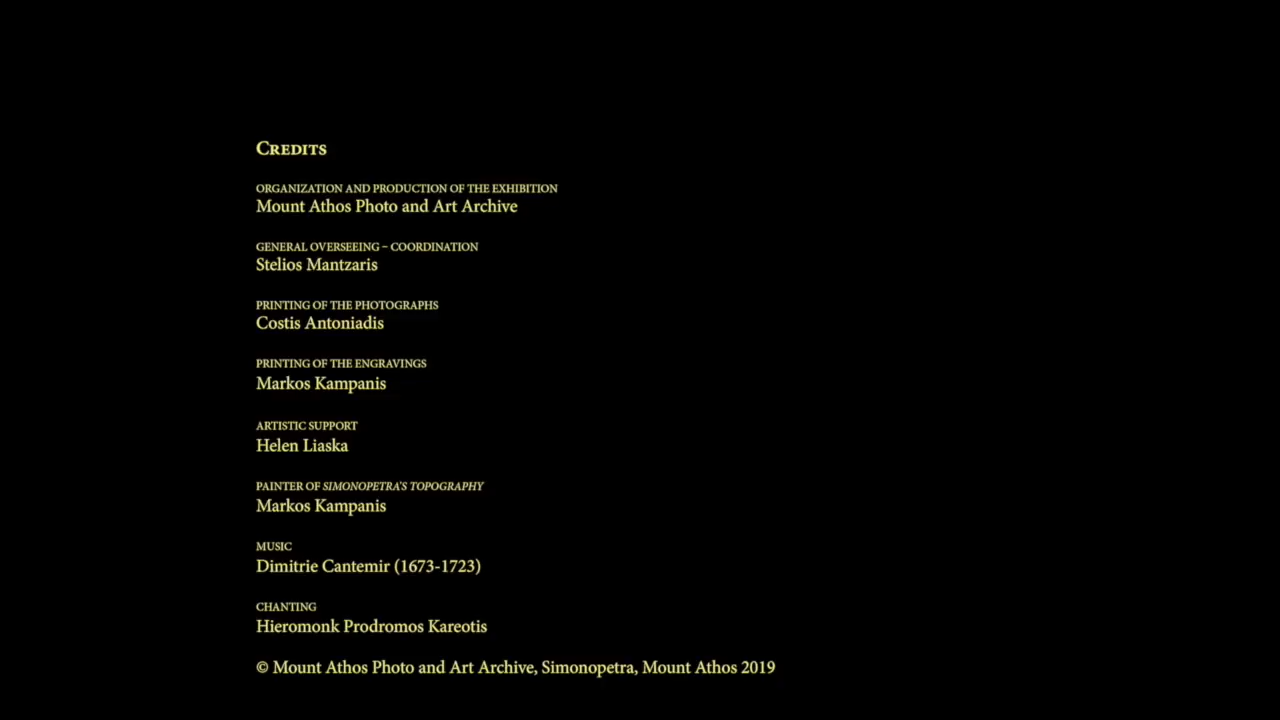 CREDITS
ORGANIZATION AND PRODUCTION OF THE EXHIBITION
Mount Athos Photo and Art Archive
GENERAL OVERSEEING – COORDINATION
Stelios Mantzaris
PRINTING OF THE PHOTOGRAPHS
Costis Antoniadis
PRINTING OF THE ENGRAVINGS
Markos Kampanis
ARTISTIC SUPPORT
Helen Liaska
PAINTER OF SIMONOPETRA'S TOPOGRAPHY
Markos Kampanis
MUSIC
Dimitrie Cantemir (1673-1723)
CHANTING
Hieromonk Prodromos Kareotis
© Mount Athos Photo and Art Archive, Simonopetra, Mount Athos 2019